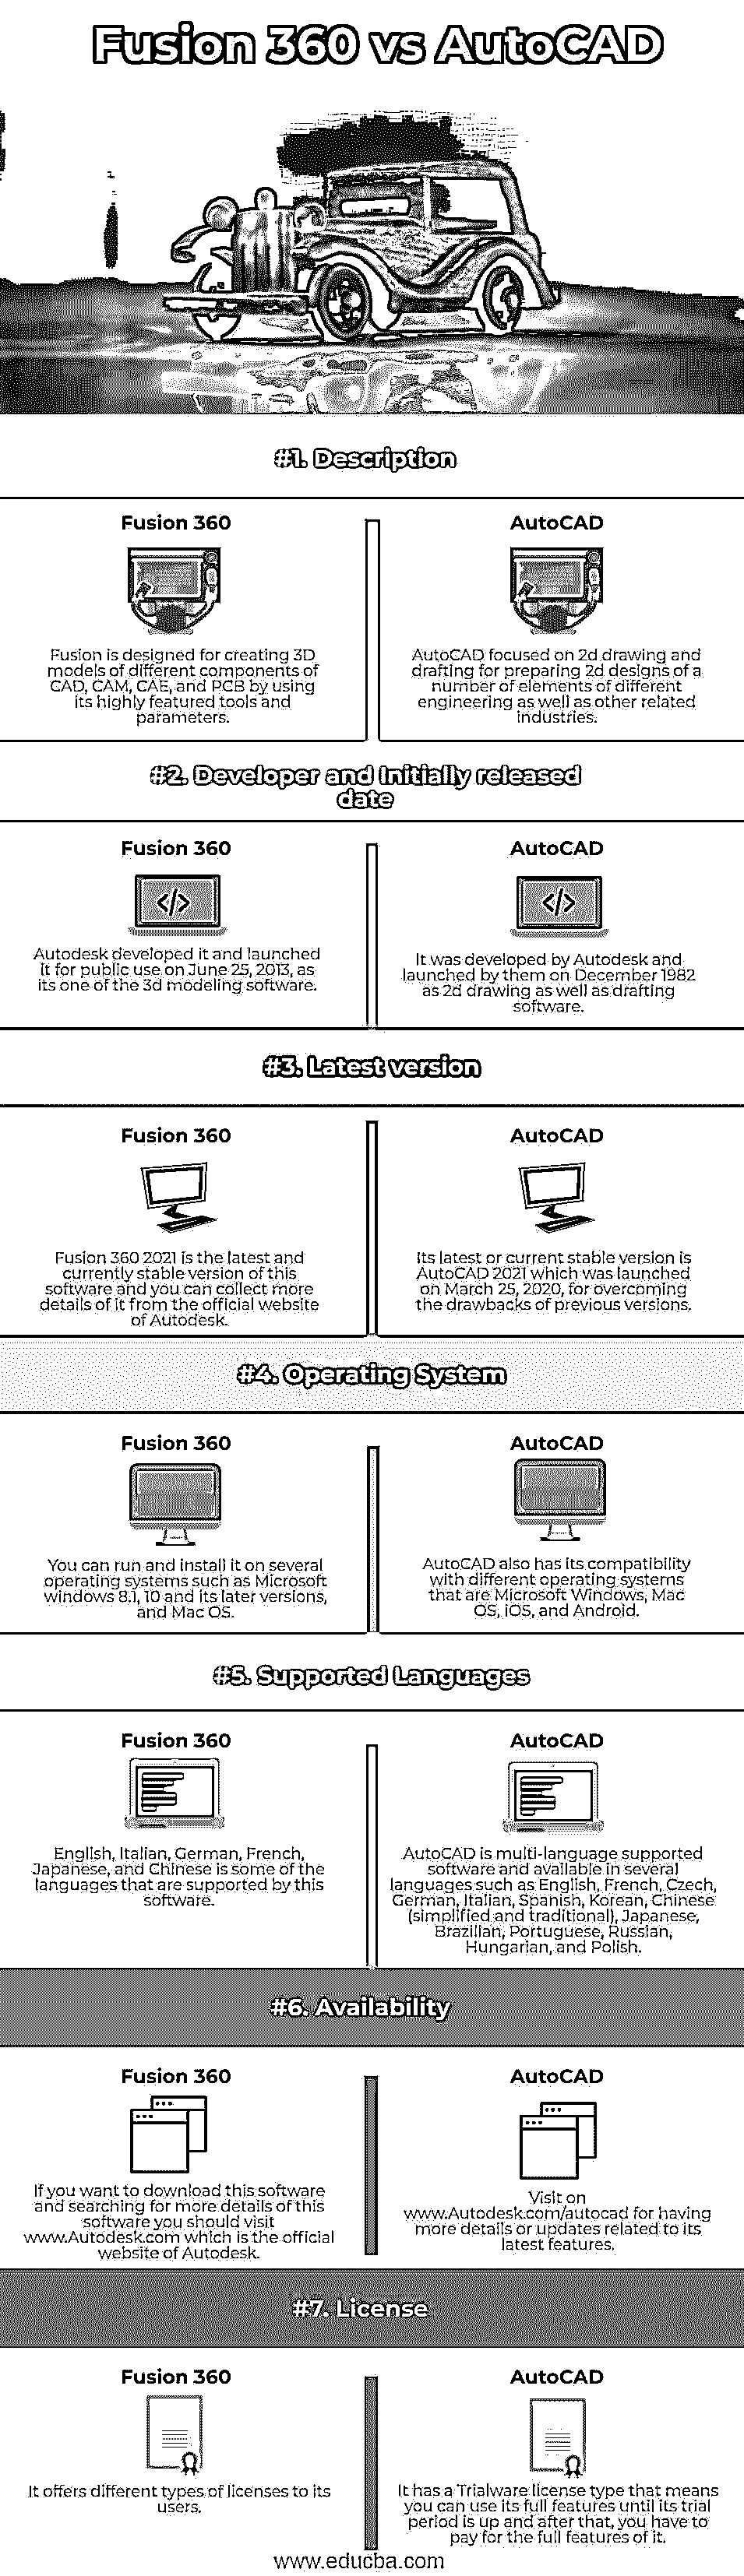 Fusion 360 vs AutoCAD
#1. Description
Fusion 360
Fusion is designed for creating 3D
models of different components of
CAD, CAM, CAE, and PCB by using
its highly featured tools and
parameters.
AutoCAD
AutoCAD focused on 2d drawing and
drafting for preparing 2d designs of a
number of elements of different
engineering as well as other related
industries.
#2. Developer and Initially released
date
Fusion 360
</>
Autodesk developed it and launched
it for public use on June 25, 2013, as
its one of the 3d modeling software.
AutoCAD
</>
It was developed by Autodesk and
launched by them on December 1982
as 2d drawing as well as drafting
software.
#3. Latest version
Fusion 360
Fusion 360 2021 is the latest and
currently stable version of this
software and you can collect more
details of it from the official website
of Autodesk.
AutoCAD
Its latest or current stable version is
AutoCAD 2021 which was launched
on March 25, 2020, for overcoming
the drawbacks of previous versions.
#4. Operating System
Fusion 360
You can run and install it on several
operating systems such as Microsoft
windows 8.1, 10 and its later versions,
and Mac OS.
AutoCAD
AutoCAD also has its compatibility
with different operating systems
that are Microsoft Windows, Mac
OS, iOS, and Android.
#5. Supported Languages
Fusion 360
English, Italian, German, French,
Japanese, and Chinese is some of the
languages that are supported by this
software.
AutoCAD
AutoCAD is multi-language supported
software and available in several
languages such as English, French, Czech,
German, Italian, Spanish, Korean, Chinese
(simplified and traditional), Japanese,
Brazilian, Portuguese, Russian,
Hungarian, and Polish.
#6. Availability
Fusion 360
If you want to download this software
and searching for more details of this
software you should visit
www.Autodesk.com which is the official
website of Autodesk.
AutoCAD
Visit on
www.Autodesk.com/autocad for having
more details or updates related to its
latest features.
#7. License
Fusion 360
It offers different types of licenses to its
users.
AutoCAD
It has a Trialware license type that means
you can use its full features until its trial
period is up and after that, you have to
pay for the full features of it.
www.educba.com